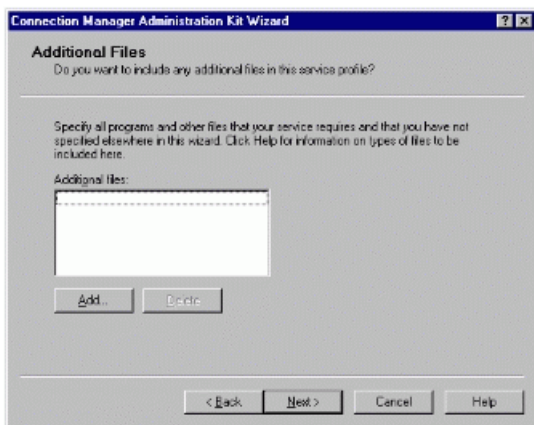 Connection Manager Administration Kit Wizard
Additional Files
Do you want to include any additional files in this service profile?
Specify all programs and other files that your service requires and that you have not
specified elsewhere in this wizard. Click Help for information on types of files to be
included here.
Additional files:
Add... Delete
< Back Next > Cancel Help